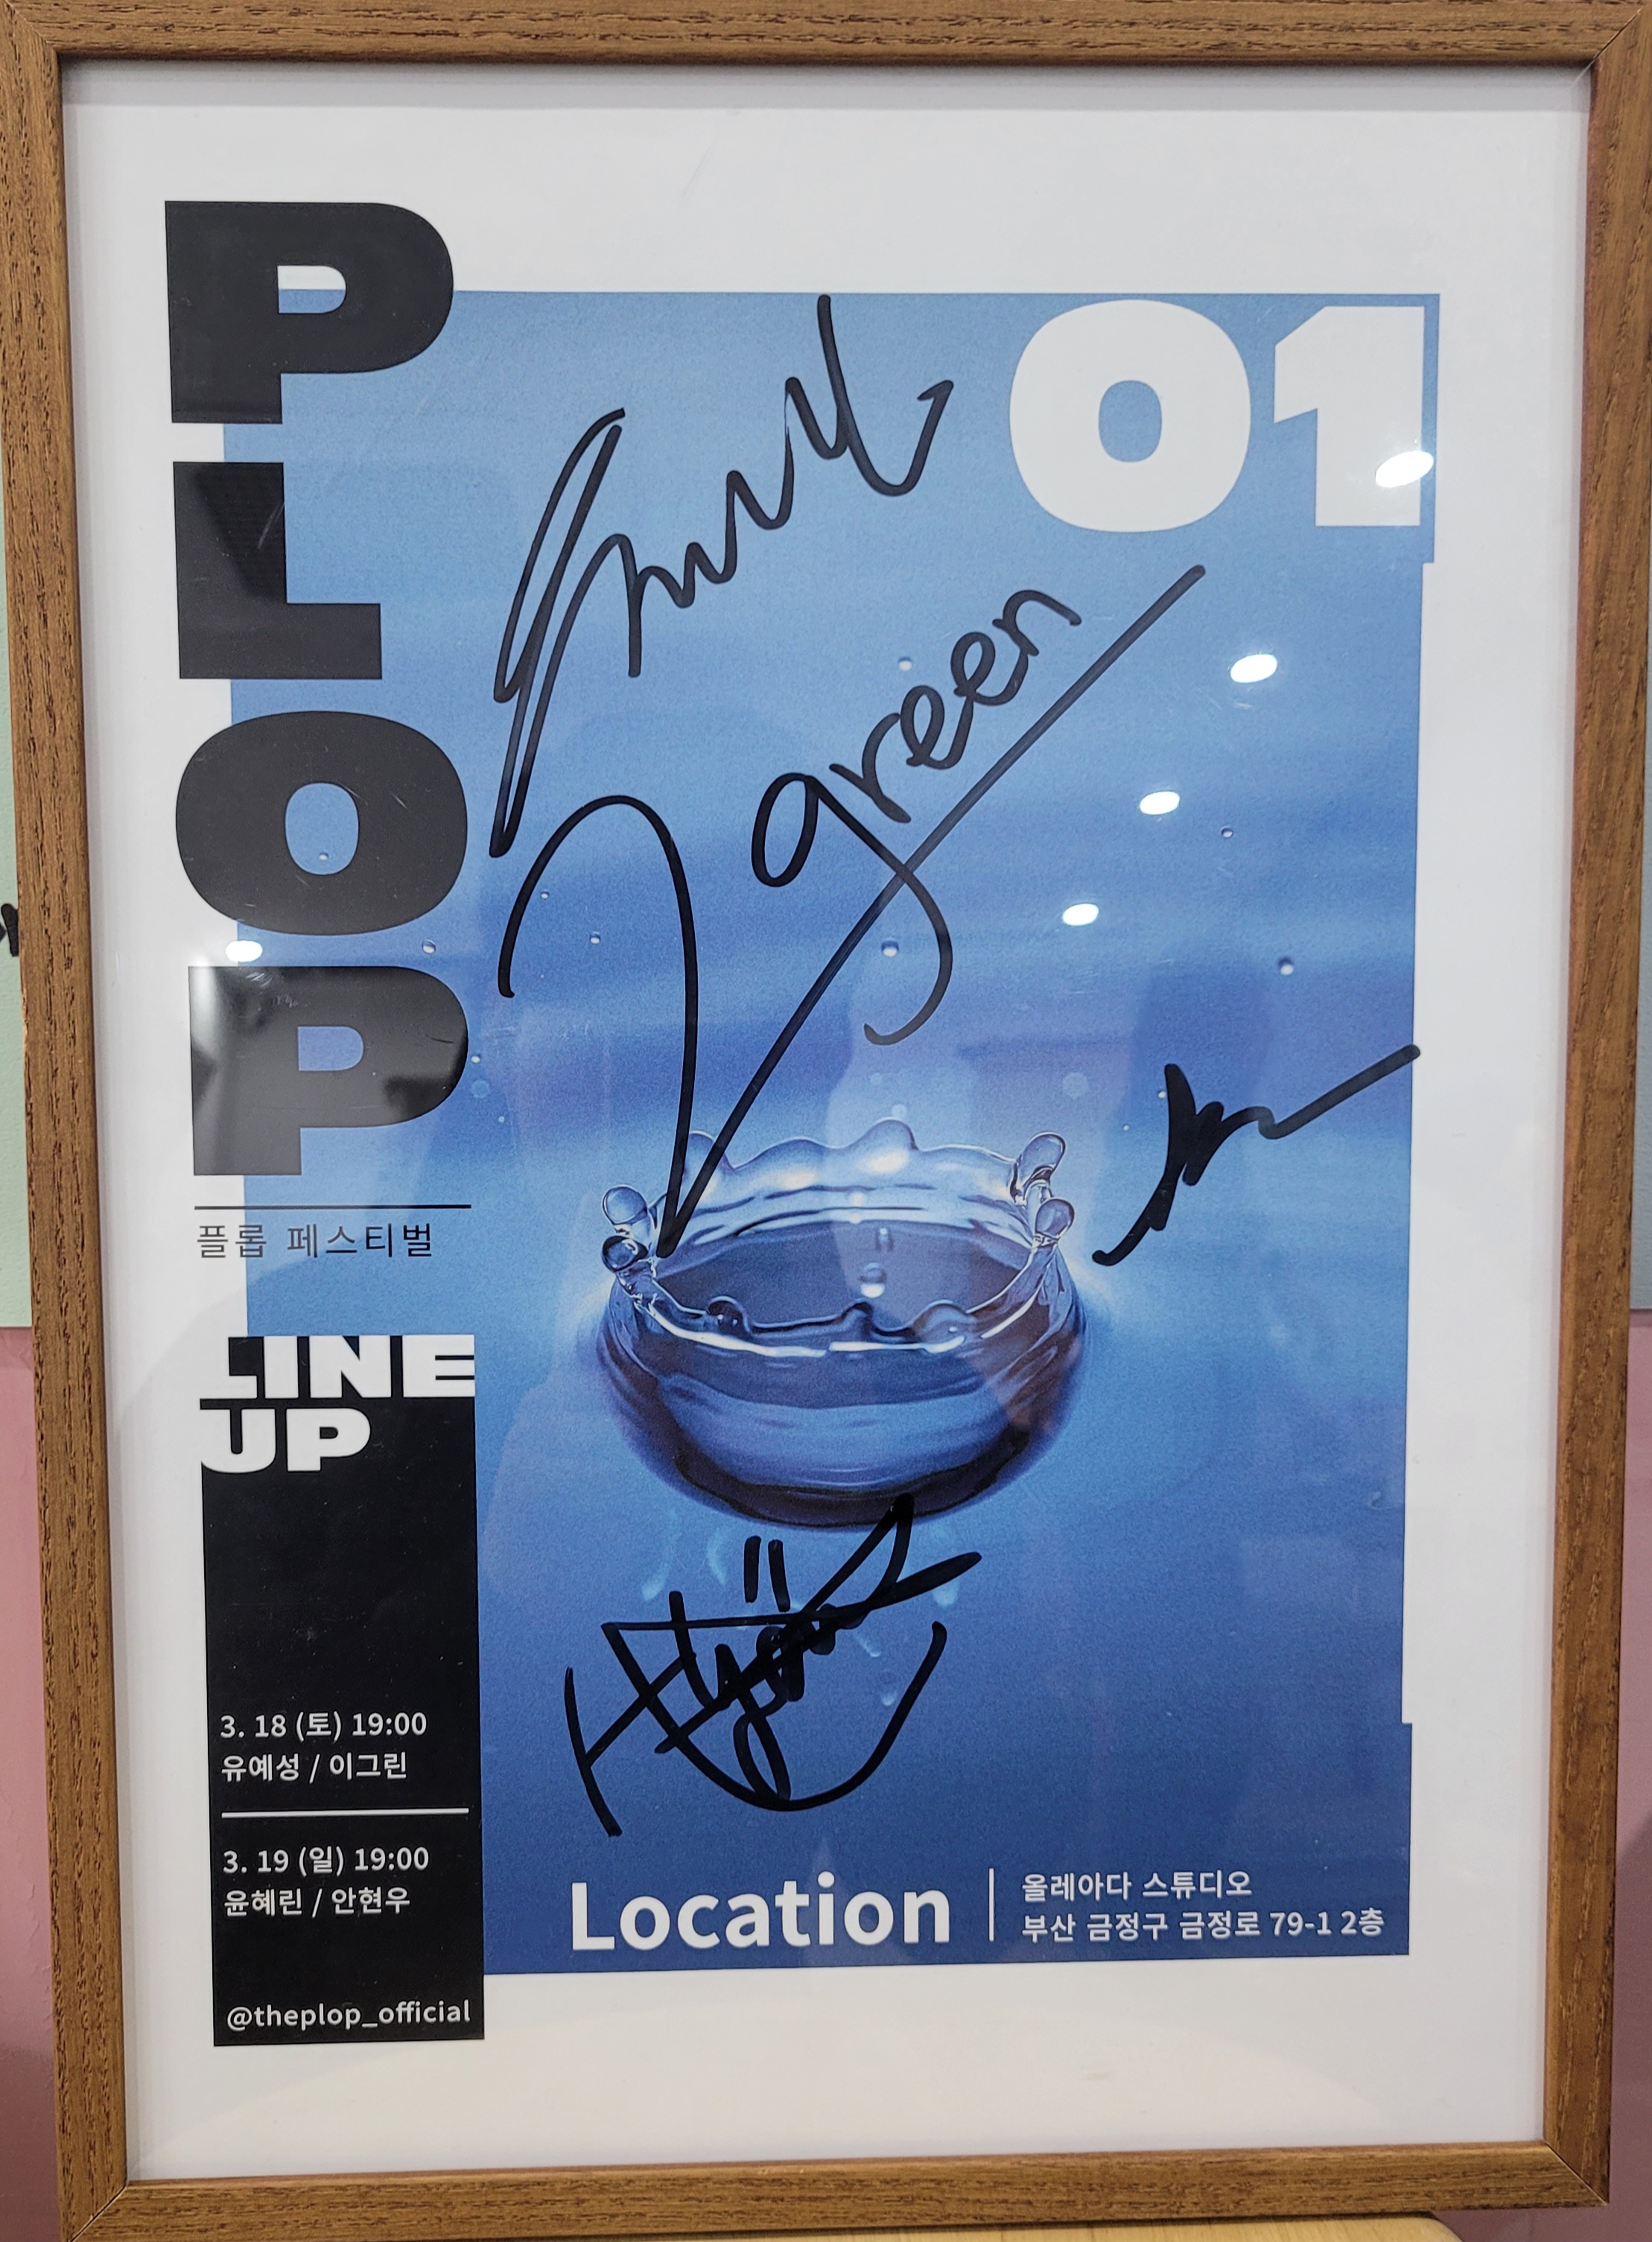 PLOP
01
플롭 페스티벌
LINE
UP
3. 18 (토) 19:00
유예성 / 이그린
3. 19 (일) 19:00
윤혜린 / 안현우
@theplop_official
2green
Location
올레아다 스튜디오
부산 금정구 금정로 79-1 2층